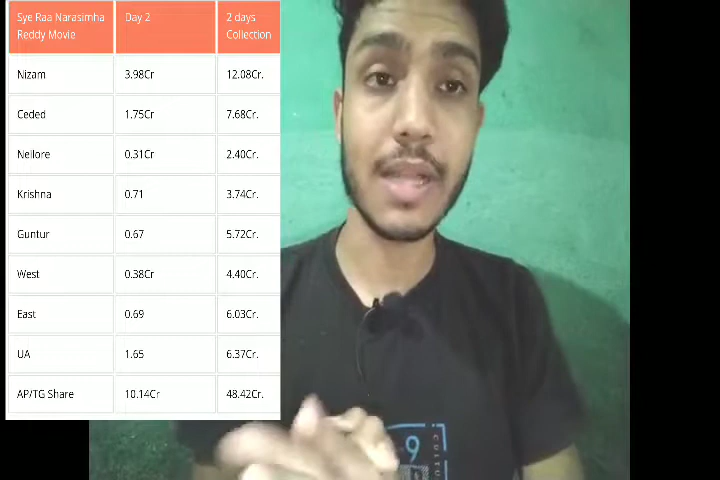 Sye Raa Narasimha Reddy Movie Day 2 2 days Collection
Nizam 3.98Cr 12.08Cr.
Ceded 1.75Cr 7.68Cr.
Nellore 0.31Cr 2.40Cr.
Krishna 0.71 3.74Cr.
Guntur 0.67 5.72Cr.
West 0.38Cr 4.40Cr.
East 0.69 6.03Cr.
UA 1.65 6.37Cr.
AP/TG Share 10.14Cr 48.42Cr.
9
CULTU